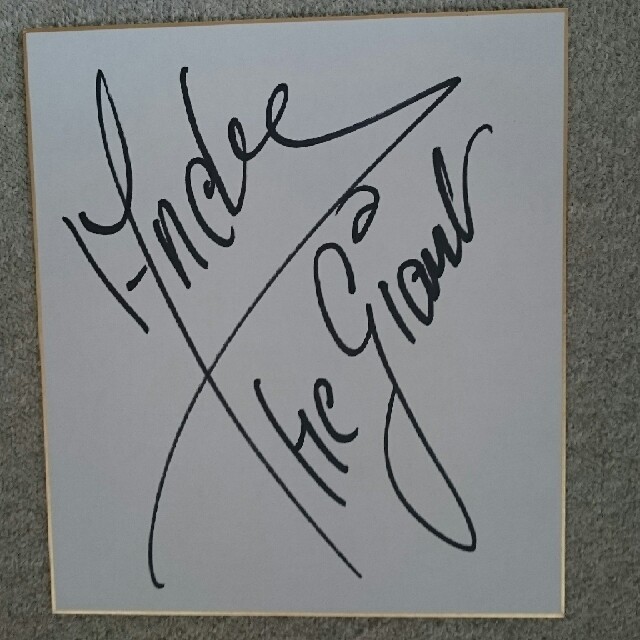 Andre
The Giant